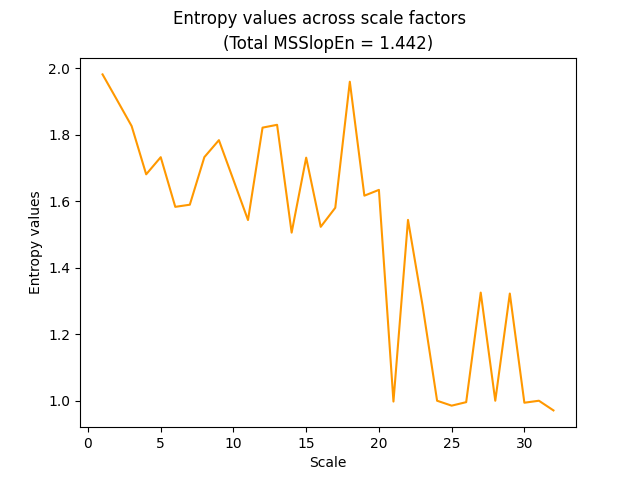 Entropy values across scale factors
(Total MSSlopEn = 1.442)
Entropy values
2.0
1.8
1.6
1.4
1.2
1.0
0 5 10 15 20 25 30
Scale